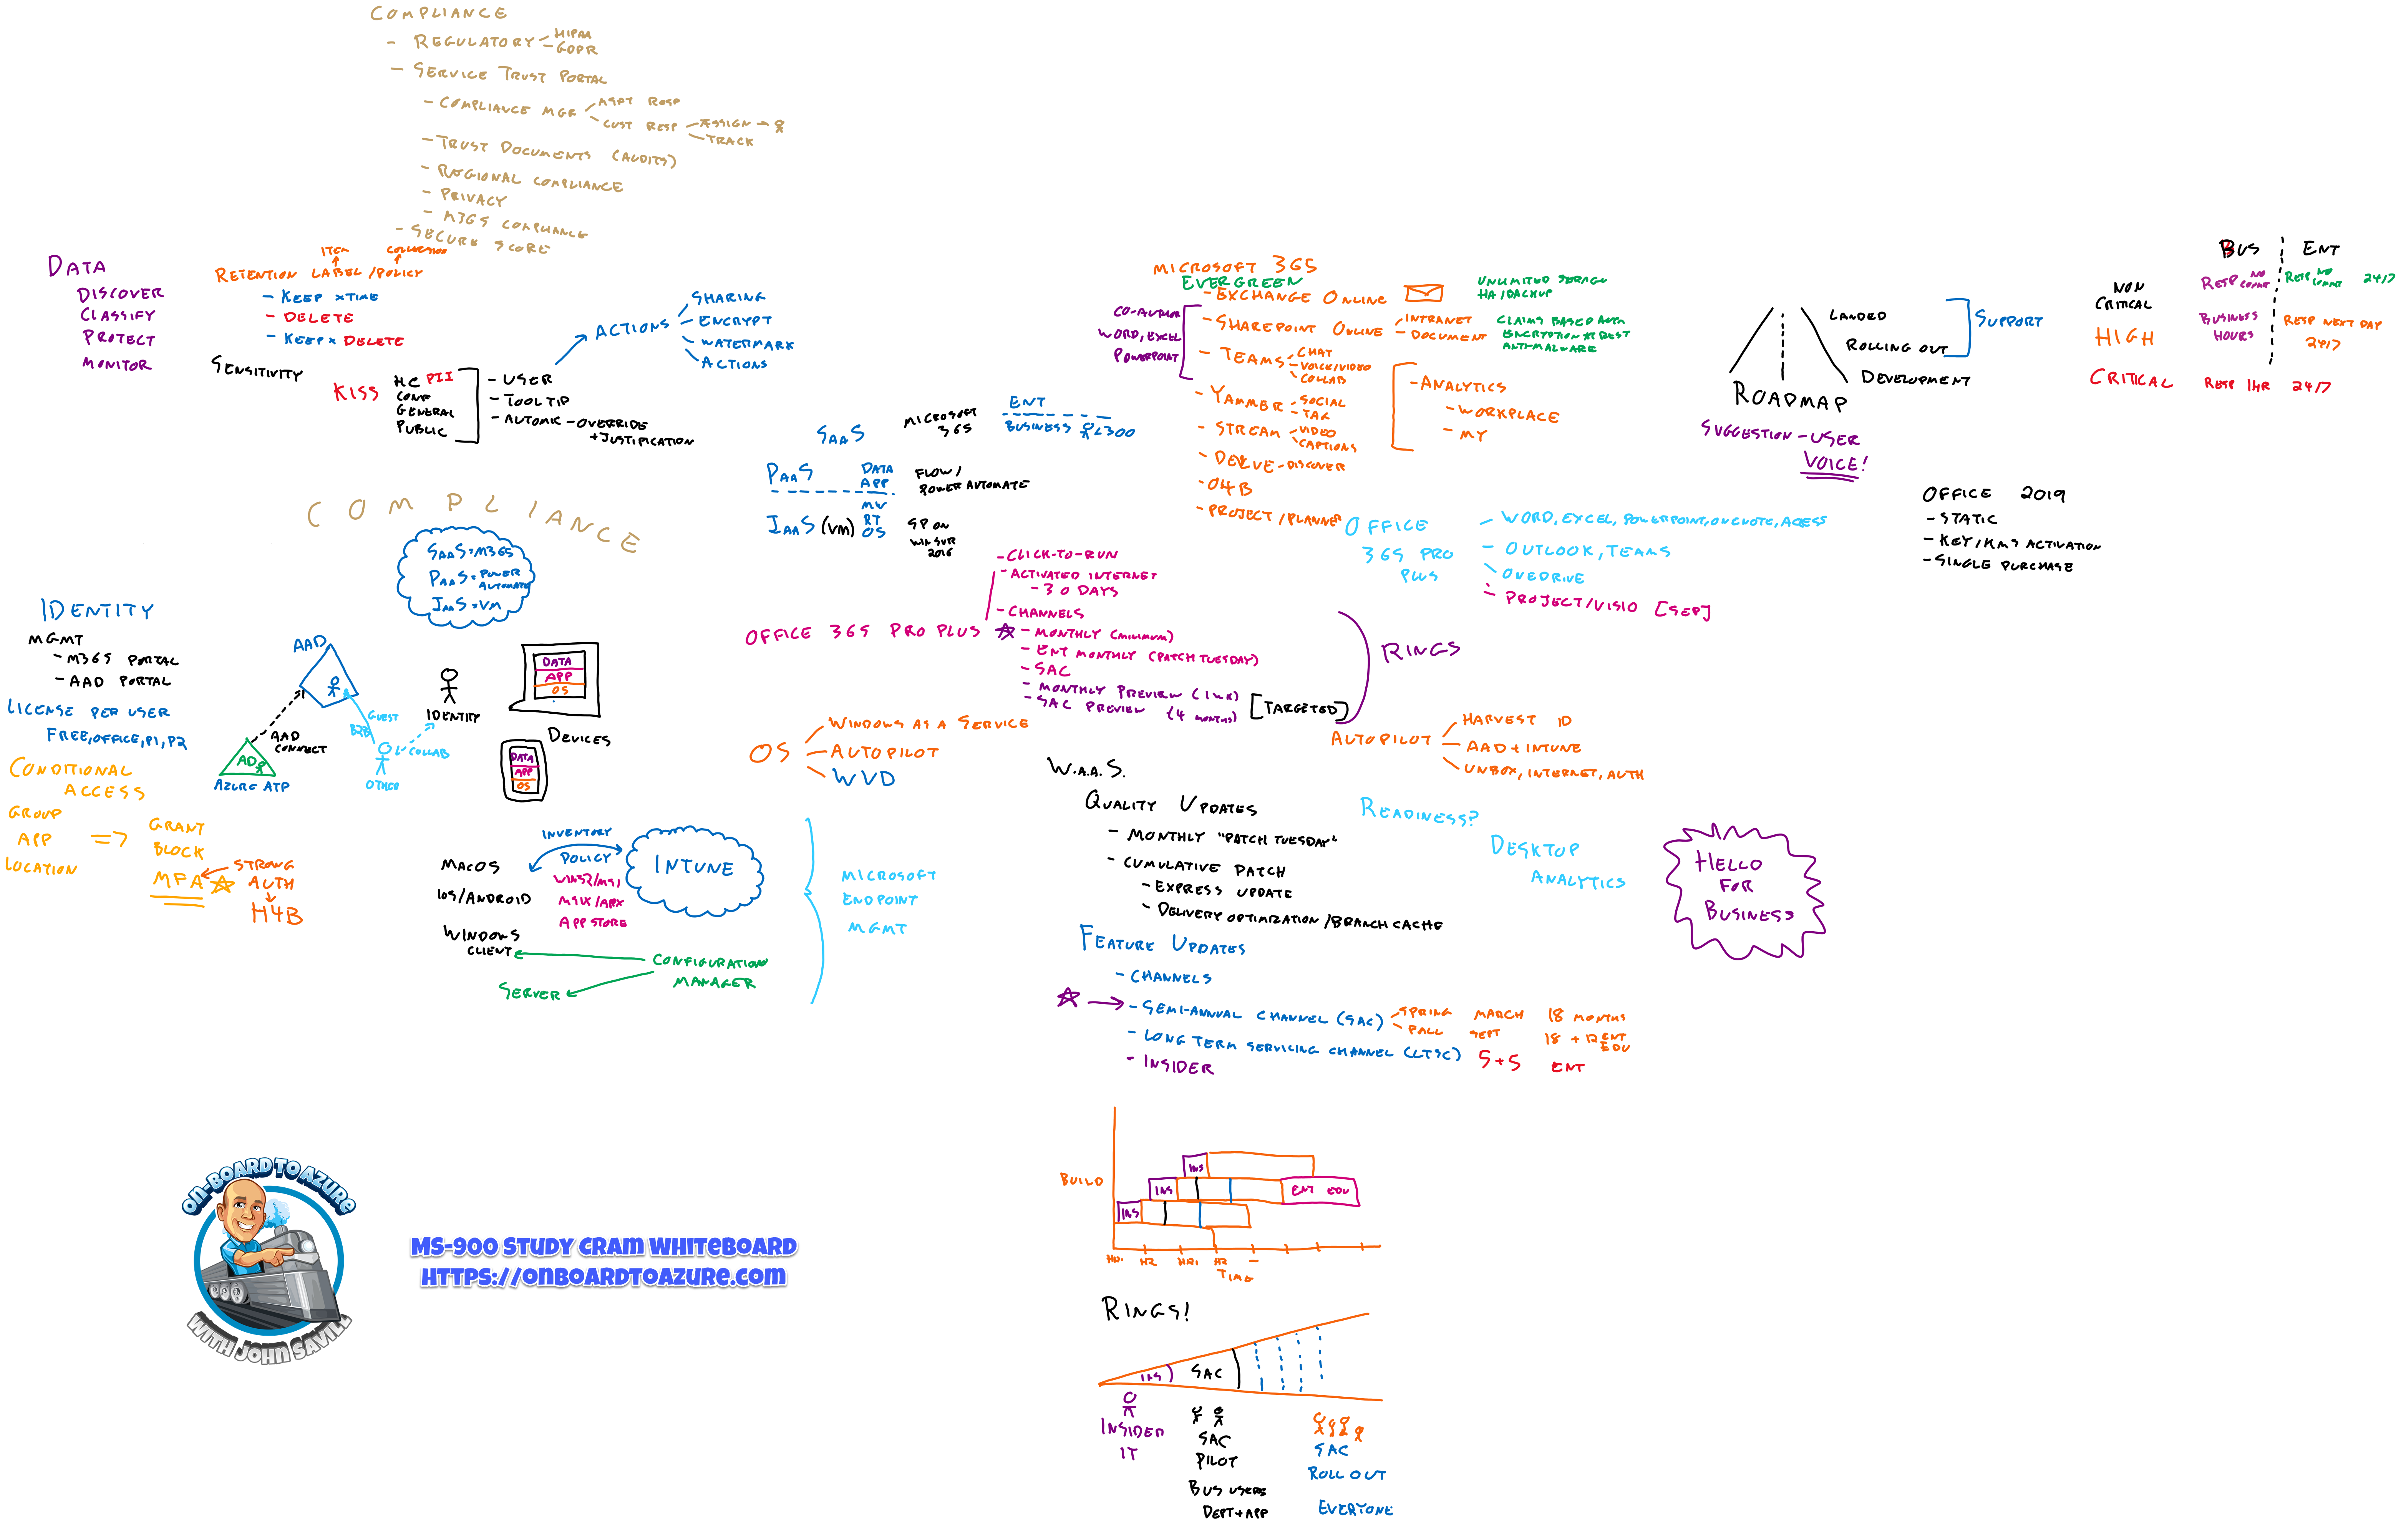 COMPLIANCE
- REGULATORY
HIPAA
GDPR
- SERVICE TRUST PORTAL
- COMPLIANCE MGR
MSFT RESP
CUST RESP
ASSIGN
TRACK
- TRUST DOCUMENTS (AUDITS)
- REGIONAL COMPLIANCE
- PRIVACY
- M365 COMPLIANCE
- SECURE SCORE
DATA
DISCOVER
CLASSIFY
PROTECT
MONITOR
ITEM
COLLECTION
RETENTION LABEL/POLICY
- KEEP XTIME
- DELETE
- KEEPX DELETE
SENSITIVITY
KISS
HC PII
CONF
GENERAL
PUBLIC
- USER
- TOOLTIP
- AUTOMIC - OVERRIDE
+JUSTIFICATION
ACTIONS
SHARING
ENCRYPT
WATERMARK
ACTIONS
COMPLIANCE
SAAS=M365
PAAS=POWER
AUTOMATE
IAAS=VM
SAAS
MICROSOFT
365
ENT
BUSINESS <300
PAAS
DATA
APP
FLOW/
POWER AUTOMATE
MW
IAAS (VM)
RT
OS
SP ON
WIN SVR
2016
MICROSOFT 365
EVERGREEN
- EXCHANGE ONLINE
UNLIMITED STORAGE
HA/BACKUP
CO-AUTHOR
WORD, EXCEL
POWERPOINT
- SHAREPOINT ONLINE
INTRANET
DOCUMENT
CLAIMS BASED AUTH
ENCRYPTION AT REST
ANTI-MALWARE
- TEAMS
CHAT
VOICE/VIDEO
COLLAB
- YAMMER
SOCIAL
TAG
- STREAM
VIDEO
CAPTIONS
- DELVE - DISCOVER
- O4B
- PROJECT/PLANNER
- ANALYTICS
- WORKPLACE
- MY
ROADMAP
LANDED
ROLLING OUT
DEVELOPMENT
SUPPORT
SUGGESTION - USER
VOICE!
BUS
ENT
NON
CRITICAL
RESP NO
COMMIT
RESP NO
COMMIT
24/7
HIGH
BUSINESS
HOURS
RESP NEXT DAY
24/7
CRITICAL
RESP 1HR
24/7
OFFICE 2019
- STATIC
- KEY/KMS ACTIVATION
- SINGLE PURCHASE
OFFICE
365 PRO
PLUS
- WORD, EXCEL, POWERPOINT, ONENOTE, ACESS
- OUTLOOK, TEAMS
- ONEDRIVE
- PROJECT/VISIO [SEP]
OFFICE 365 PRO PLUS
- CLICK-TO-RUN
- ACTIVATED INTERNET
- 30 DAYS
- CHANNELS
- MONTHLY (MINIMUM)
- ENT MONTHLY (PATCH TUESDAY)
- SAC
- MONTHLY PREVIEW (1WK)
- SAC PREVIEW (4 MONTHS)
[TARGETED]
RINGS
IDENTITY
MGMT
- M365 PORTAL
- AAD PORTAL
LICENSE PER USER
FREE, OFFICE, P1, P2
CONDITIONAL
ACCESS
GROUP
APP
LOCATION
=>
GRANT
BLOCK
MFA
STRONG
AUTH
H4B
AAD
AAD
CONNECT
AD
AZURE ATP
GUEST
B2B
COLLAB
OTHCO
IDENTITY
DATA
APP
OS
DEVICES
DATA
APP
OS
OS
WINDOWS AS A SERVICE
AUTOPILOT
WVD
AUTOPILOT
HARVEST ID
AAD + INTUNE
UNBOX, INTERNET, AUTH
MACOS
IOS/ANDROID
WINDOWS
CLIENT
SERVER
INVENTORY
POLICY
WIN32/MSI
MSIX/APPX
APP STORE
INTUNE
CONFIGURATION
MANAGER
MICROSOFT
ENDPOINT
MGMT
W.A.A.S.
QUALITY UPDATES
- MONTHLY "PATCH TUESDAY"
- CUMULATIVE PATCH
- EXPRESS UPDATE
- DELIVERY OPTIMIZATION/BRANCH CACHE
READINESS?
DESKTOP
ANALYTICS
HELLO
FOR
BUSINESS
FEATURE UPDATES
- CHANNELS
- SEMI-ANNUAL CHANNEL (SAC)
SPRING MARCH 18 MONTHS
FALL SEPT 18 + 12 ENT
EDU
- LONG TERM SERVICING CHANNEL (LTSC) 5+5 ENT
- INSIDER
BUILD
INS
INS
ENT EDU
INS
H2
H2
TIME
RINGS!
INS
SAC
INSIDER
IT
SAC
PILOT
BUS USERS
DEPT+APP
SAC
ROLL OUT
EVERYONE
ON-BOARD TO AZURE
WITH JOHN SAVILL
MS-900 STUDY CRAM WHITEBOARD
HTTPS://ONBOARDTOAZURE.COM